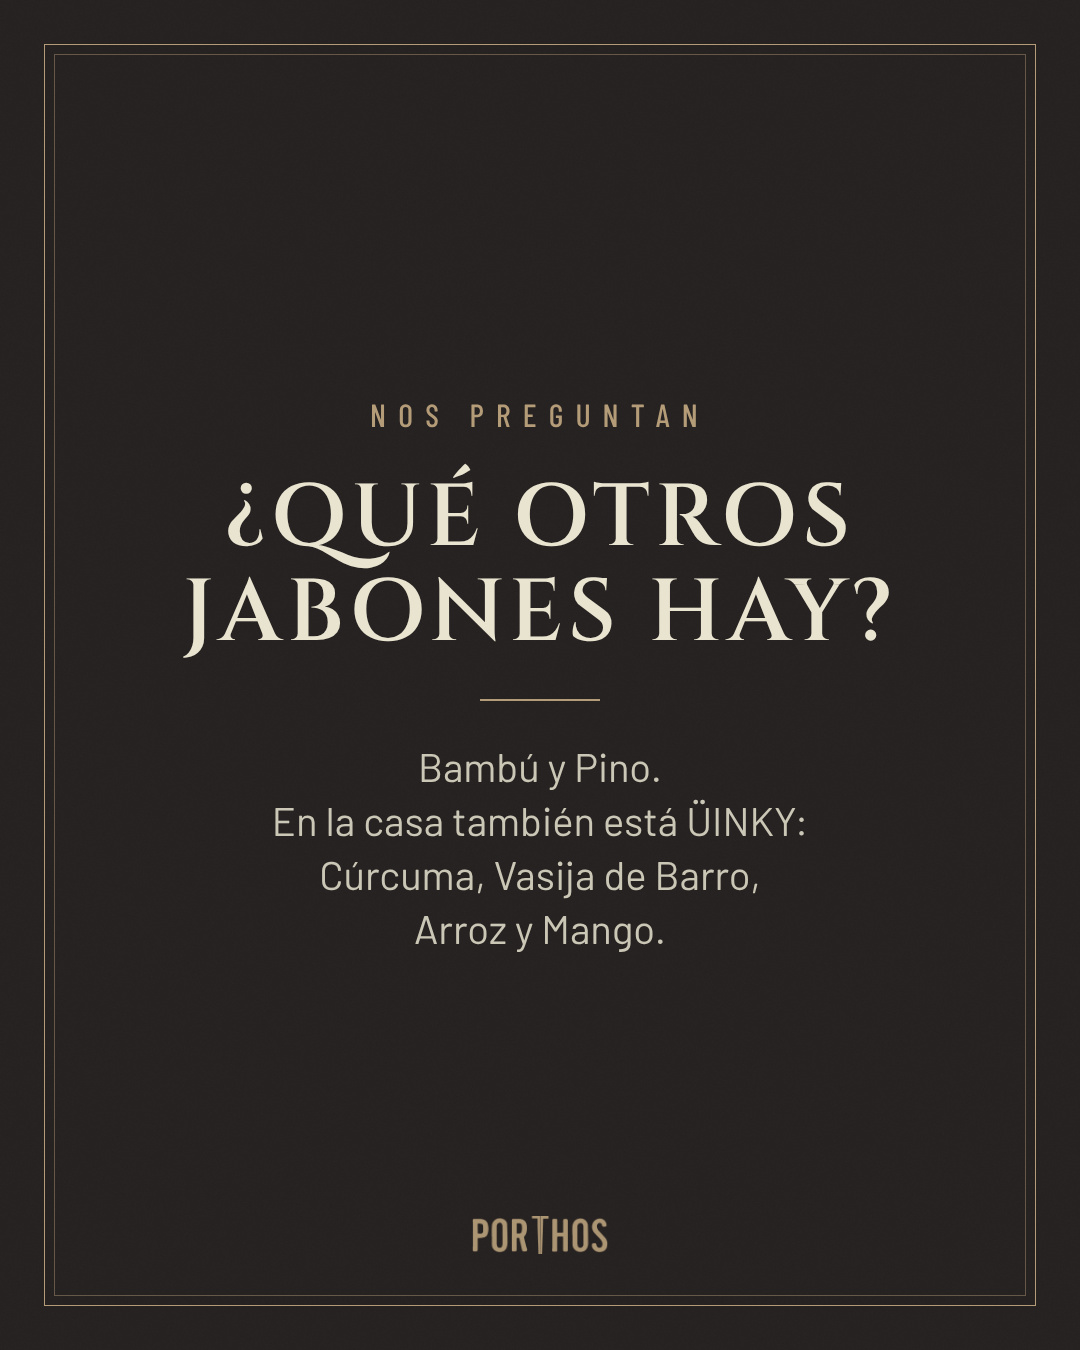 NOS PREGUNTAN
¿QUÉ OTROS
JABONES HAY?
Bambú y Pino.
En la casa también está ÜINKY:
Cúrcuma, Vasija de Barro,
Arroz y Mango.
PORTHOS